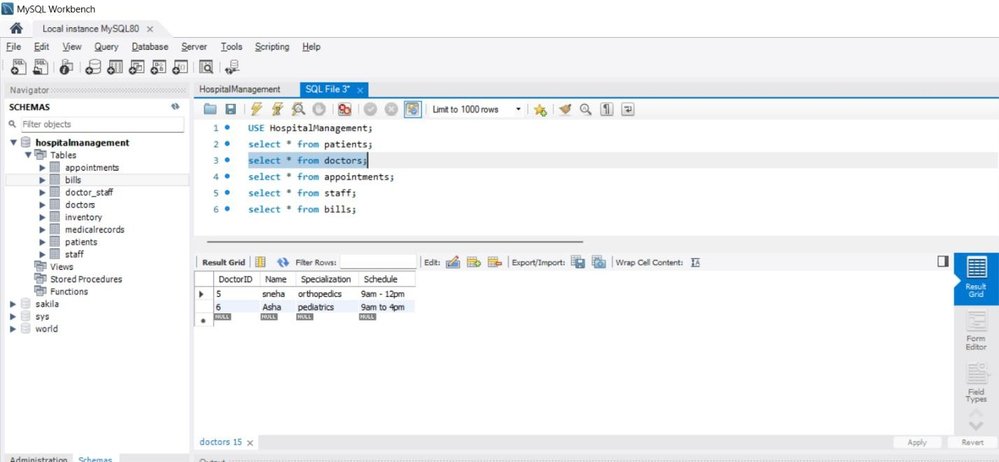 MySQL Workbench
Local instance MySQL80
File Edit View Query Database Server Tools Scripting Help
Navigator
SCHEMAS
Filter objects
hospitalmanagement
Tables
appointments
bills
doctor_staff
doctors
inventory
medicalrecords
patients
staff
Views
Stored Procedures
Functions
sakila
sys
world
Administration Schemas
HospitalManagement SQL File 3*
Limit to 1000 rows
1 USE HospitalManagement;
2 select * from patients;
3 select * from doctors;
4 select * from appointments;
5 select * from staff;
6 select * from bills;
Result Grid Filter Rows: Edit: Export/Import: Wrap Cell Content:
DoctorID Name Specialization Schedule
5 sneha orthopedics 9am - 12pm
6 Asha pediatrics 9am to 4pm
NULL NULL NULL NULL
Result
Grid
Form
Editor
Field
Types
doctors 15
Apply Revert
Output